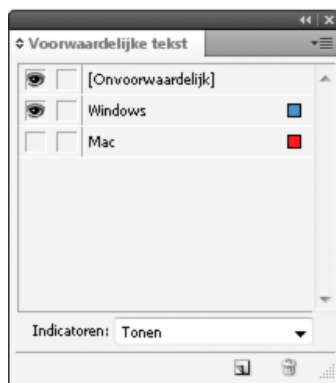 Voorwaardelijke tekst
[Onvoorwaardelijk]
Windows
Mac
Indicatoren: Tonen